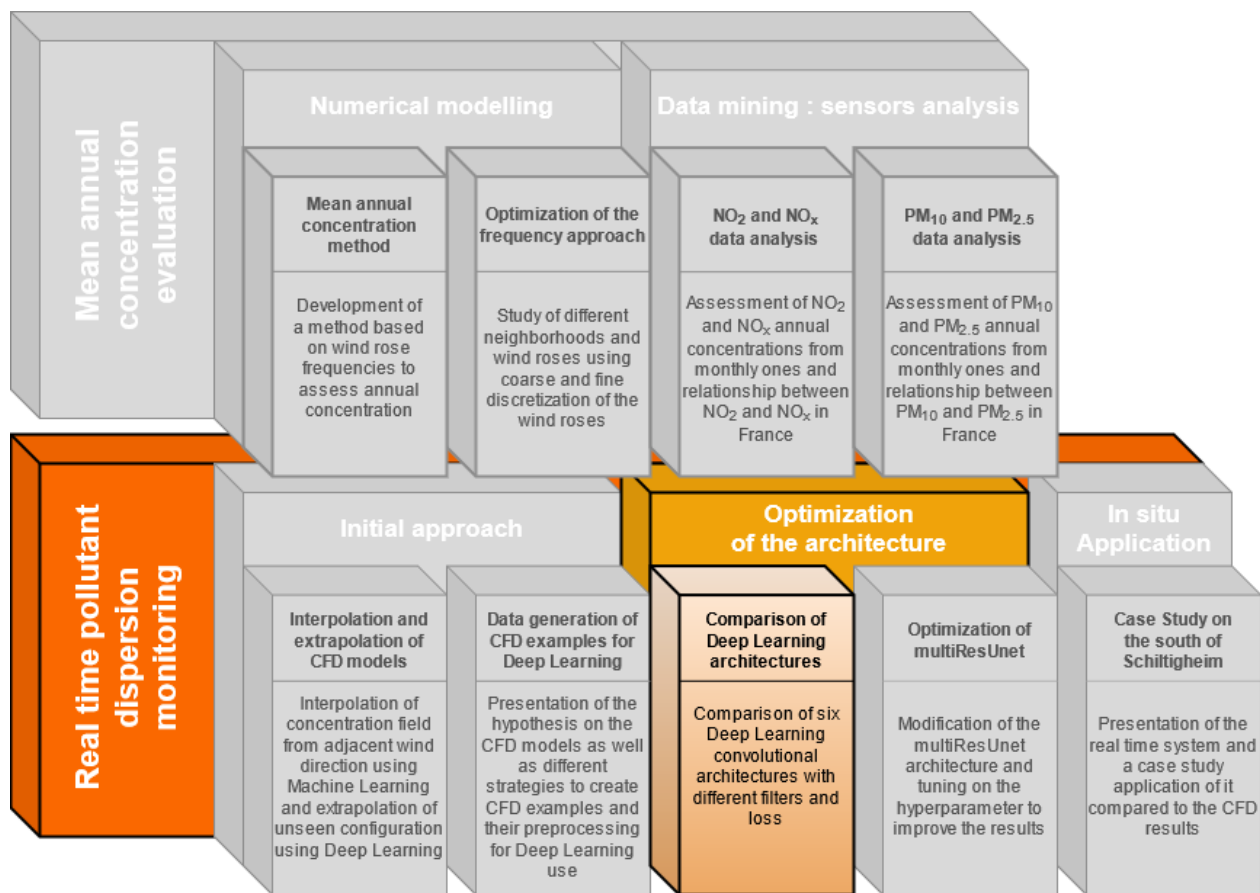 Mean annual
concentration
evaluation
Numerical modelling
Data mining : sensors analysis
Mean annual
concentration
method
Development of
a method based
on wind rose
frequencies to
assess annual
concentration
Optimization of the
frequency approach
Study of different
neighborhoods and
wind roses using
coarse and fine
discretization of the
wind roses
NO₂ and NOₓ
data analysis
Assessment of NO₂
and NOₓ annual
concentrations from
monthly ones and
relationship between
NO₂ and NOₓ in
France
PM₁₀ and PM₂.₅
data analysis
Assessment of PM₁₀
and PM₂.₅ annual
concentrations from
monthly ones and
relationship between
PM₁₀ and PM₂.₅ in
France
Real time pollutant
dispersion
monitoring
Initial approach
Optimization
of the architecture
In situ
Application
Interpolation and
extrapolation of
CFD models
Interpolation of
concentration field
from adjacent wind
direction using
Machine Learning
and extrapolation of
unseen configuration
using Deep Learning
Data generation of
CFD examples for
Deep Learning
Presentation of the
hypothesis on the
CFD models as well
as different
strategies to create
CFD examples and
their preprocessing
for Deep Learning
use
Comparison of
Deep Learning
architectures
Comparison of six
Deep Learning
convolutional
architectures with
different filters and
loss
Optimization of
multiResUnet
Modification of the
multiResUnet
architecture and
tuning on the
hyperparameter to
improve the results
Case Study on
the south of
Schiltigheim
Presentation of the
real time system and
a case study
application of it
compared to the CFD
results